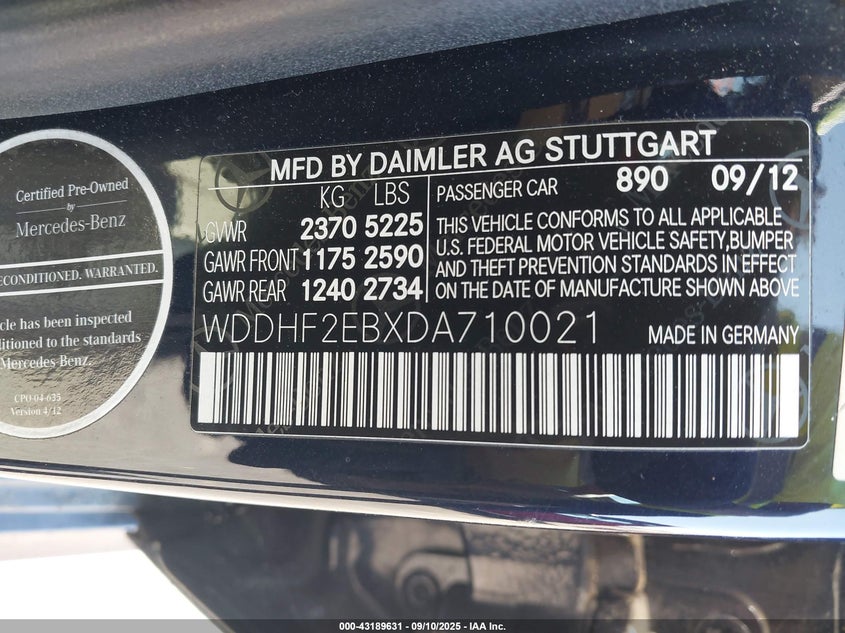 Certified Pre-Owned
by
Mercedes-Benz
ECONDITIONED. WARRANTED.
cle has been inspected
ditioned to the standards
Mercedes Benz.
CPO-04-635
Version 4/12
MFD BY DAIMLER AG STUTTGART
KG LBS
GVWR 2370 5225
GAWR FRONT 1175 2590
GAWR REAR 1240 2734
PASSENGER CAR 890 09/12
THIS VEHICLE CONFORMS TO ALL APPLICABLE
U.S. FEDERAL MOTOR VEHICLE SAFETY,BUMPER
AND THEFT PREVENTION STANDARDS IN EFFECT
ON THE DATE OF MANUFACTURE SHOWN ABOVE
WDDHF2EBXDA710021 MADE IN GERMANY
000-43189631 - 09/10/2025 - IAA Inc.